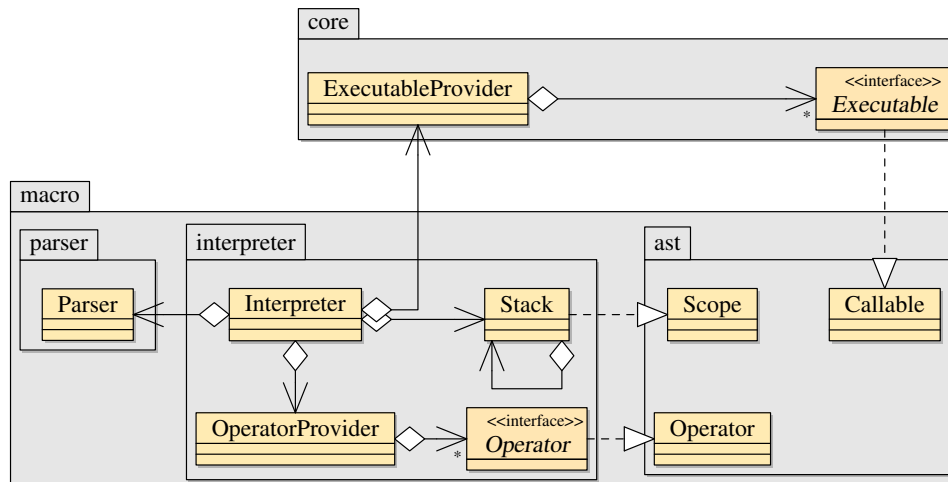 core
ExecutableProvider
<<interface>>
Executable
*
macro
parser
interpreter
ast
Parser
Interpreter
Stack
Scope
Callable
OperatorProvider
<<interface>>
Operator
*
Operator